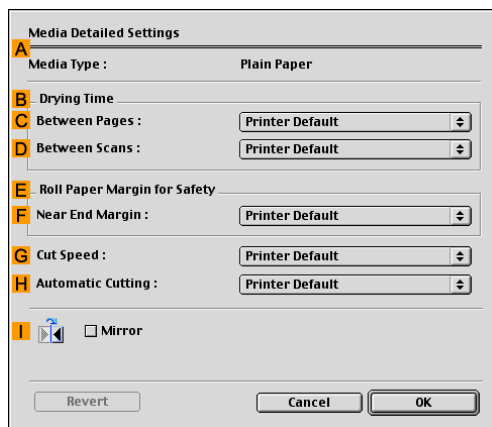 Media Detailed Settings
A
Media Type : Plain Paper
B Drying Time
C Between Pages : Printer Default
D Between Scans : Printer Default
E Roll Paper Margin for Safety
F Near End Margin : Printer Default
G Cut Speed : Printer Default
H Automatic Cutting : Printer Default
I Mirror
Revert Cancel OK